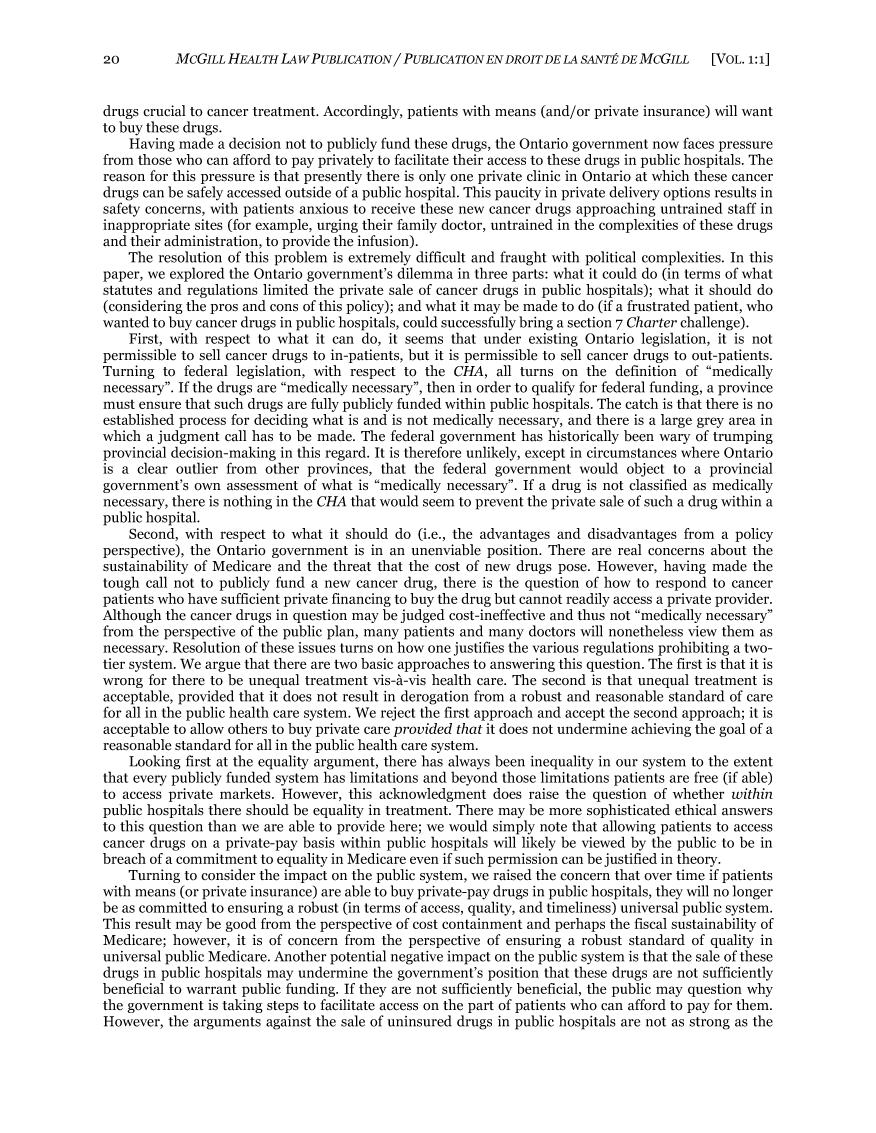 20 MCGILL HEALTH LAW PUBLICATION / PUBLICATION EN DROIT DE LA SANTÉ DE MCGILL [VOL. 1:1]
drugs crucial to cancer treatment. Accordingly, patients with means (and/or private insurance) will want
to buy these drugs.
Having made a decision not to publicly fund these drugs, the Ontario government now faces pressure
from those who can afford to pay privately to facilitate their access to these drugs in public hospitals. The
reason for this pressure is that presently there is only one private clinic in Ontario at which these cancer
drugs can be safely accessed outside of a public hospital. This paucity in private delivery options results in
safety concerns, with patients anxious to receive these new cancer drugs approaching untrained staff in
inappropriate sites (for example, urging their family doctor, untrained in the complexities of these drugs
and their administration, to provide the infusion).
The resolution of this problem is extremely difficult and fraught with political complexities. In this
paper, we explored the Ontario government's dilemma in three parts: what it could do (in terms of what
statutes and regulations limited the private sale of cancer drugs in public hospitals); what it should do
(considering the pros and cons of this policy); and what it may be made to do (if a frustrated patient, who
wanted to buy cancer drugs in public hospitals, could successfully bring a section 7 Charter challenge).
First, with respect to what it can do, it seems that under existing Ontario legislation, it is not
permissible to sell cancer drugs to in-patients, but it is permissible to sell cancer drugs to out-patients.
Turning to federal legislation, with respect to the CHA, all turns on the definition of "medically
necessary". If the drugs are "medically necessary", then in order to qualify for federal funding, a province
must ensure that such drugs are fully publicly funded within public hospitals. The catch is that there is no
established process for deciding what is and is not medically necessary, and there is a large grey area in
which a judgment call has to be made. The federal government has historically been wary of trumping
provincial decision-making in this regard. It is therefore unlikely, except in circumstances where Ontario
is a clear outlier from other provinces, that the federal government would object to a provincial
government's own assessment of what is "medically necessary". If a drug is not classified as medically
necessary, there is nothing in the CHA that would seem to prevent the private sale of such a drug within a
public hospital.
Second, with respect to what it should do (i.e., the advantages and disadvantages from a policy
perspective), the Ontario government is in an unenviable position. There are real concerns about the
sustainability of Medicare and the threat that the cost of new drugs pose. However, having made the
tough call not to publicly fund a new cancer drug, there is the question of how to respond to cancer
patients who have sufficient private financing to buy the drug but cannot readily access a private provider.
Although the cancer drugs in question may be judged cost-ineffective and thus not "medically necessary"
from the perspective of the public plan, many patients and many doctors will nonetheless view them as
necessary. Resolution of these issues turns on how one justifies the various regulations prohibiting a two-
tier system. We argue that there are two basic approaches to answering this question. The first is that it is
wrong for there to be unequal treatment vis-à-vis health care. The second is that unequal treatment is
acceptable, provided that it does not result in derogation from a robust and reasonable standard of care
for all in the public health care system. We reject the first approach and accept the second approach; it is
acceptable to allow others to buy private care provided that it does not undermine achieving the goal of a
reasonable standard for all in the public health care system.
Looking first at the equality argument, there has always been inequality in our system to the extent
that every publicly funded system has limitations and beyond those limitations patients are free (if able)
to access private markets. However, this acknowledgment does raise the question of whether within
public hospitals there should be equality in treatment. There may be more sophisticated ethical answers
to this question than we are able to provide here; we would simply note that allowing patients to access
cancer drugs on a private-pay basis within public hospitals will likely be viewed by the public to be in
breach of a commitment to equality in Medicare even if such permission can be justified in theory.
Turning to consider the impact on the public system, we raised the concern that over time if patients
with means (or private insurance) are able to buy private-pay drugs in public hospitals, they will no longer
be as committed to ensuring a robust (in terms of access, quality, and timeliness) universal public system.
This result may be good from the perspective of cost containment and perhaps the fiscal sustainability of
Medicare; however, it is of concern from the perspective of ensuring a robust standard of quality in
universal public Medicare. Another potential negative impact on the public system is that the sale of these
drugs in public hospitals may undermine the government's position that these drugs are not sufficiently
beneficial to warrant public funding. If they are not sufficiently beneficial, the public may question why
the government is taking steps to facilitate access on the part of patients who can afford to pay for them.
However, the arguments against the sale of uninsured drugs in public hospitals are not as strong as the